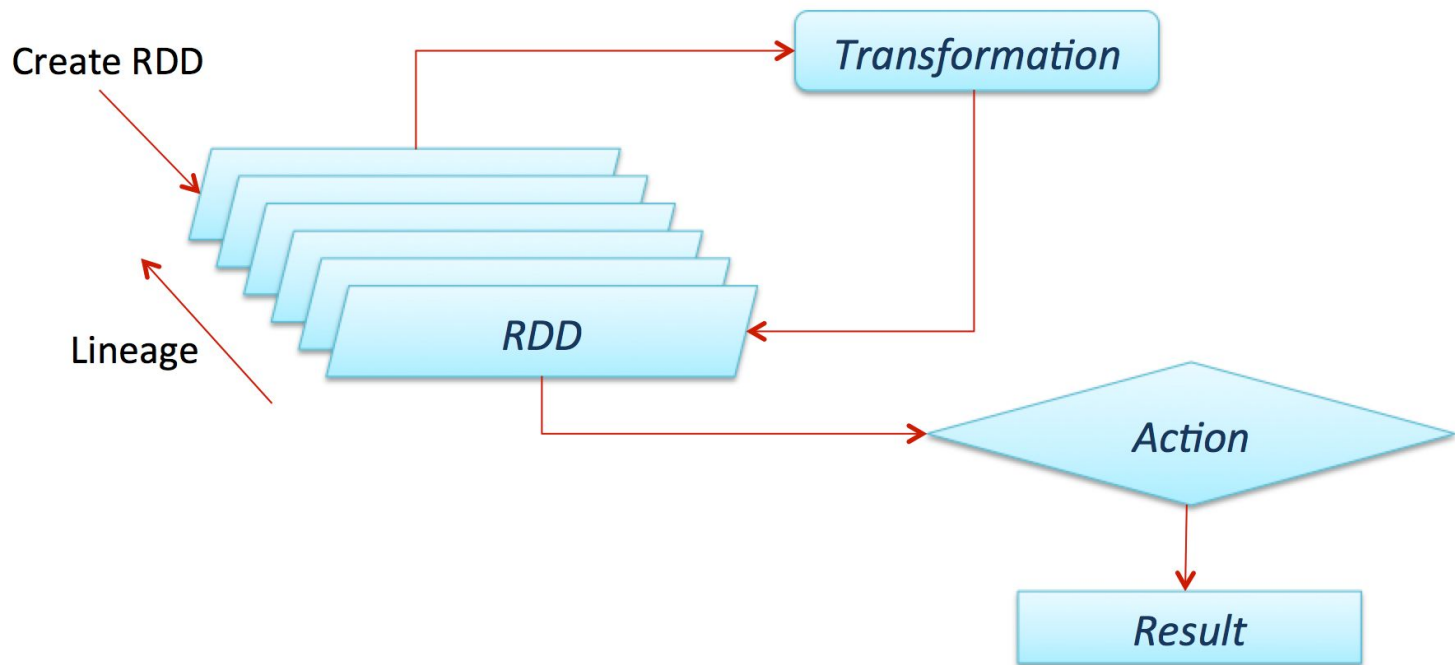 Create RDD
Transformation
RDD
Lineage
Action
Result